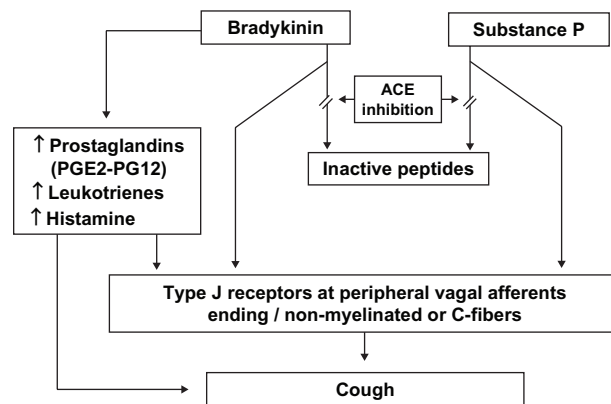 Bradykinin
Substance P
ACE
inhibition
↑ Prostaglandins
(PGE2-PG12)
↑ Leukotrienes
↑ Histamine
Inactive peptides
Type J receptors at peripheral vagal afferents
ending / non-myelinated or C-fibers
Cough